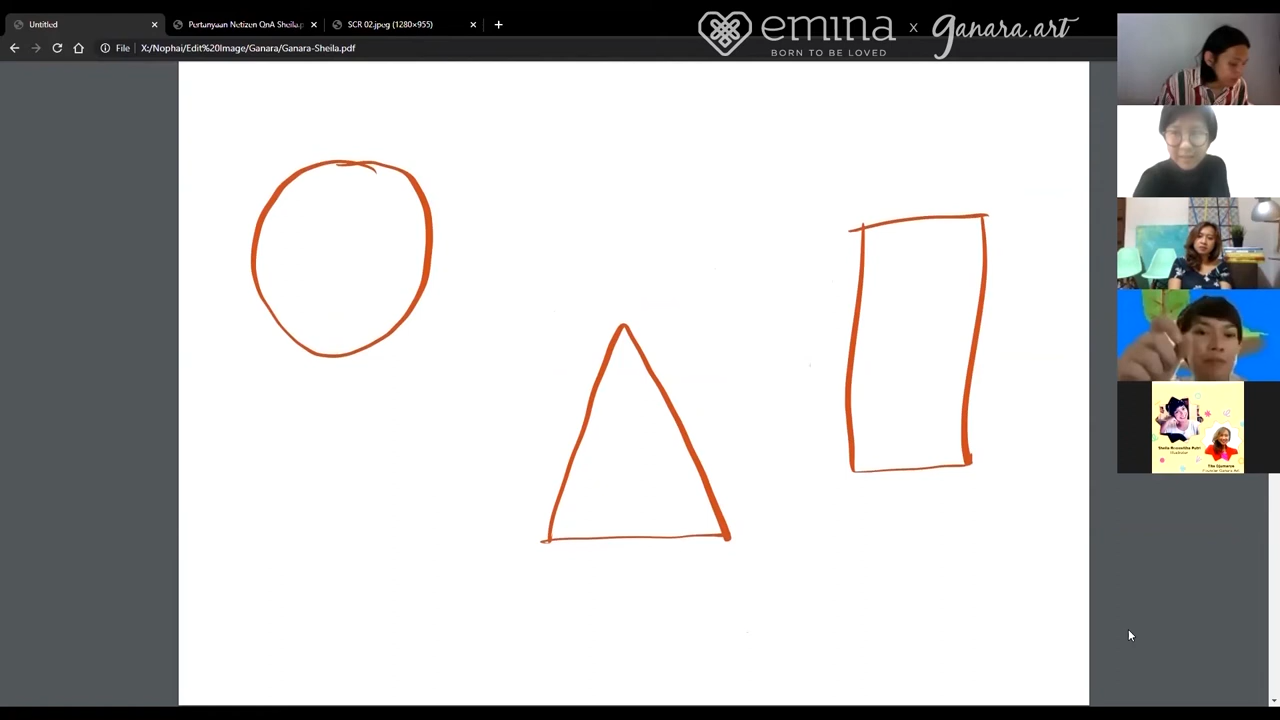 Untitled
Pertanyaan Netizen QnA Sheila.p
SCR 02.jpeg (1280×955)
File
X:/Nophai/Edit%20Image/Ganara/Ganara-Sheila.pdf
emina
BORN TO BE LOVED
x
ganara.art